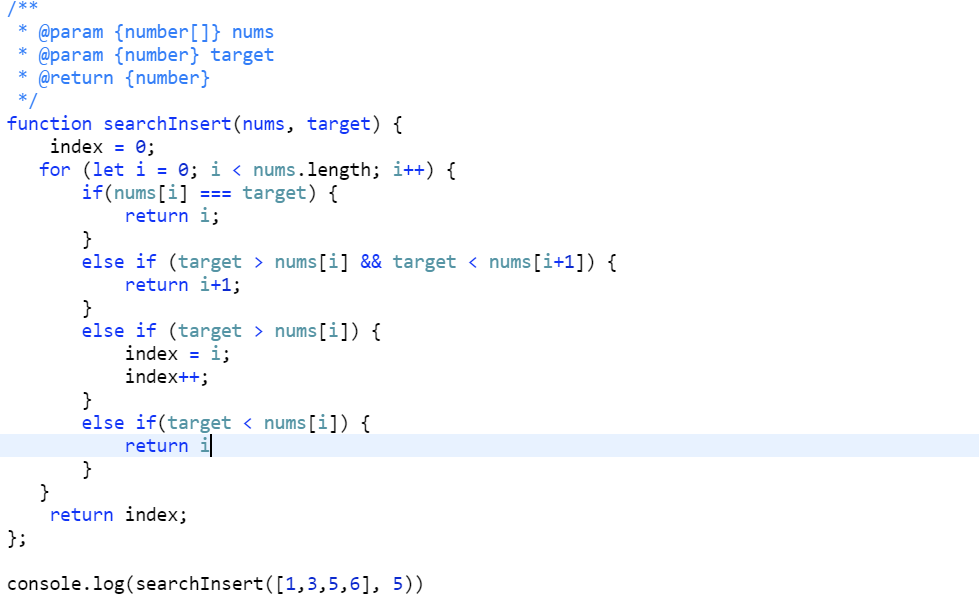 /**
 * @param {number[]} nums
 * @param {number} target
 * @return {number}
 */
function searchInsert(nums, target) {
    index = 0;
   for (let i = 0; i < nums.length; i++) {
       if(nums[i] === target) {
           return i;
       }
       else if (target > nums[i] && target < nums[i+1]) {
           return i+1;
       }
       else if (target > nums[i]) {
           index = i;
           index++;
       }
       else if(target < nums[i]) {
           return i
       }
   }
    return index;
};

console.log(searchInsert([1,3,5,6], 5))